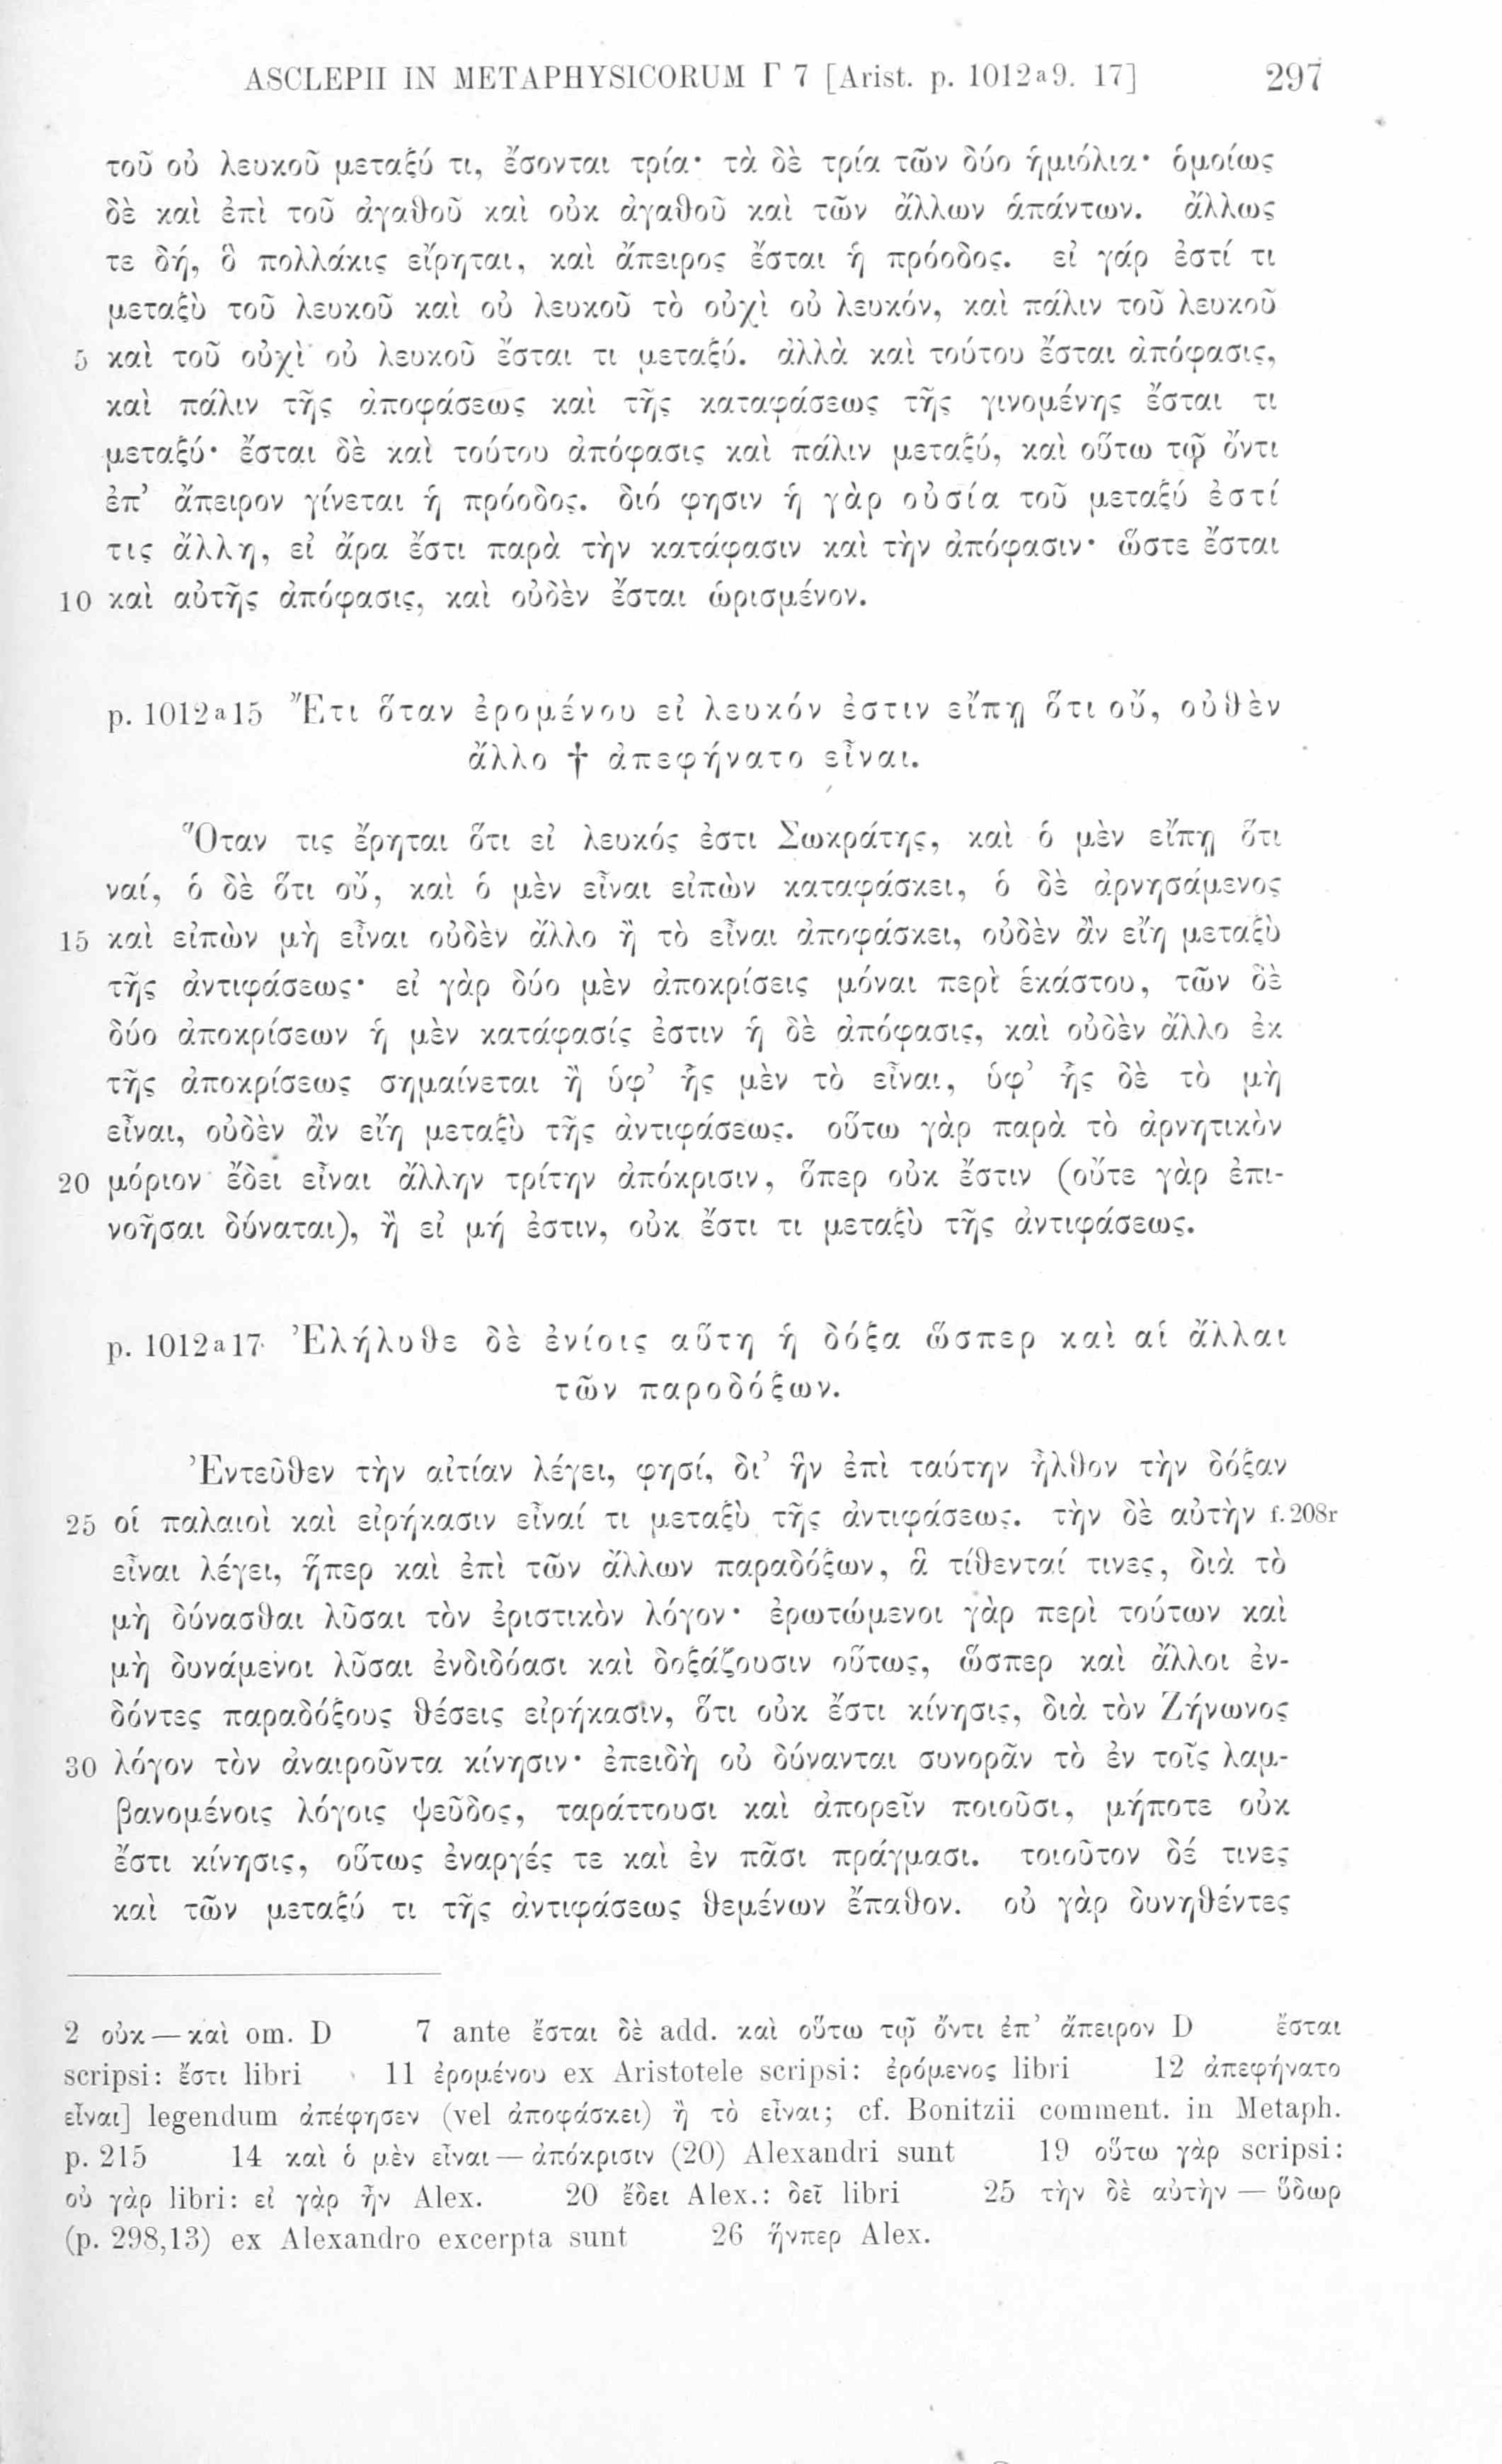 ASCLEPII IN METAPHYSICORUM Γ 7 [Arist. p. 1012a9. 17] 297
τοῦ οὐ λευκοῦ μεταξύ τι, ἔσονται τρία· τὰ δὲ τρία τῶν δύο ἡμιόλια· ὁμοίως
δὲ καὶ ἐπὶ τοῦ ἀγαθοῦ καὶ οὐκ ἀγαθοῦ καὶ τῶν ἄλλων ἁπάντων. ἄλλως
τε δή, ὃ πολλάκις εἴρηται, καὶ ἄπειρος ἔσται ἡ πρόοδος. εἰ γάρ ἐστί τι
μεταξὺ τοῦ λευκοῦ καὶ οὐ λευκοῦ τὸ οὐχὶ οὐ λευκόν, καὶ πάλιν τοῦ λευκοῦ
5 καὶ τοῦ οὐχὶ οὐ λευκοῦ ἔσται τι μεταξύ. ἀλλὰ καὶ τούτου ἔσται ἀπόφασις,
καὶ πάλιν τῆς ἀποφάσεως καὶ τῆς καταφάσεως τῆς γινομένης ἔσται τι
μεταξύ· ἔσται δὲ καὶ τούτου ἀπόφασις καὶ πάλιν μεταξύ, καὶ οὕτω τῷ ὄντι
ἐπ’ ἄπειρον γίνεται ἡ πρόοδος. διό φησιν ἡ γὰρ οὐσία τοῦ μεταξύ ἐστί
τις ἄλλη, εἰ ἄρα ἔστι παρὰ τὴν κατάφασιν καὶ τὴν ἀπόφασιν· ὥστε ἔσται
10 καὶ αὐτῆς ἀπόφασις, καὶ οὐδὲν ἔσται ὡρισμένον.
p. 1012a15 Ἔτι ὅταν ἐρομένου εἰ λευκόν ἐστιν εἴπῃ ὅτι οὔ, οὐθὲν
ἄλλο † ἀπεφήνατο εἶναι.
Ὅταν τις ἔρηται ὅτι εἰ λευκός ἐστι Σωκράτης, καὶ ὁ μὲν εἴπῃ ὅτι
ναί, ὁ δὲ ὅτι οὔ, καὶ ὁ μὲν εἶναι εἰπὼν καταφάσκει, ὁ δὲ ἀρνησάμενος
15 καὶ εἰπὼν μὴ εἶναι οὐδὲν ἄλλο ἢ τὸ εἶναι ἀποφάσκει, οὐδὲν ἂν εἴη μεταξὺ
τῆς ἀντιφάσεως· εἰ γὰρ δύο μὲν ἀποκρίσεις μόναι περὶ ἑκάστου, τῶν δὲ
δύο ἀποκρίσεων ἡ μὲν κατάφασίς ἐστιν ἡ δὲ ἀπόφασις, καὶ οὐδὲν ἄλλο ἐκ
τῆς ἀποκρίσεως σημαίνεται ἢ ὑφ’ ἧς μὲν τὸ εἶναι, ὑφ’ ἧς δὲ τὸ μὴ
εἶναι, οὐδὲν ἂν εἴη μεταξὺ τῆς ἀντιφάσεως. οὕτω γὰρ παρὰ τὸ ἀρνητικὸν
20 μόριον ἔδει εἶναι ἄλλην τρίτην ἀπόκρισιν, ὅπερ οὐκ ἔστιν (οὔτε γὰρ ἐπι-
νοῆσαι δύναται), ἢ εἰ μή ἐστιν, οὐκ ἔστι τι μεταξὺ τῆς ἀντιφάσεως.
p. 1012a17 Ἐλήλυθε δὲ ἐνίοις αὕτη ἡ δόξα ὥσπερ καὶ αἱ ἄλλαι
τῶν παροδόξων.
Ἐντεῦθεν τὴν αἰτίαν λέγει, φησί, δι’ ἣν ἐπὶ ταύτην ἦλθον τὴν δόξαν
25 οἱ παλαιοὶ καὶ εἰρήκασιν εἶναί τι μεταξὺ τῆς ἀντιφάσεως. τὴν δὲ αὐτὴν f.208r
εἶναι λέγει, ἥπερ καὶ ἐπὶ τῶν ἄλλων παραδόξων, ἃ τίθενταί τινες, διὰ τὸ
μὴ δύνασθαι λῦσαι τὸν ἐριστικὸν λόγον· ἐρωτώμενοι γὰρ περὶ τούτων καὶ
μὴ δυνάμενοι λῦσαι ἐνδιδόασι καὶ δοξάζουσιν οὕτως, ὥσπερ καὶ ἄλλοι ἐν-
δόντες παραδόξους θέσεις εἰρήκασιν, ὅτι οὐκ ἔστι κίνησις, διὰ τὸν Ζήνωνος
30 λόγον τὸν ἀναιροῦντα κίνησιν· ἐπειδὴ οὐ δύνανται συνορᾶν τὸ ἐν τοῖς λαμ-
βανομένοις λόγοις ψεῦδος, ταράττουσι καὶ ἀπορεῖν ποιοῦσι, μήποτε οὐκ
ἔστι κίνησις, οὕτως ἐναργές τε καὶ ἐν πᾶσι πράγμασι. τοιοῦτον δέ τινες
καὶ τῶν μεταξύ τι τῆς ἀντιφάσεως θεμένων ἔπαθον. οὐ γὰρ δυνηθέντες
2 οὐκ — καὶ om. D 7 ante ἔσται δὲ add. καὶ οὕτω τῷ ὄντι ἐπ’ ἄπειρον D ἔσται
scripsi: ἔστι libri 11 ἐρομένου ex Aristotele scripsi: ἐρόμενος libri 12 ἀπεφήνατο
εἶναι] legendum ἀπέφησεν (vel ἀποφάσκει) ἢ τὸ εἶναι; cf. Bonitzii comment. in Metaph.
p. 215 14 καὶ ὁ μὲν εἶναι — ἀπόκρισιν (20) Alexandri sunt 19 οὕτω γὰρ scripsi:
οὐ γὰρ libri: εἰ γὰρ ἦν Alex. 20 ἔδει Alex.: δεῖ libri 25 τὴν δὲ αὐτὴν — ὕδωρ
(p. 298,13) ex Alexandro excerpta sunt 26 ἥνπερ Alex.